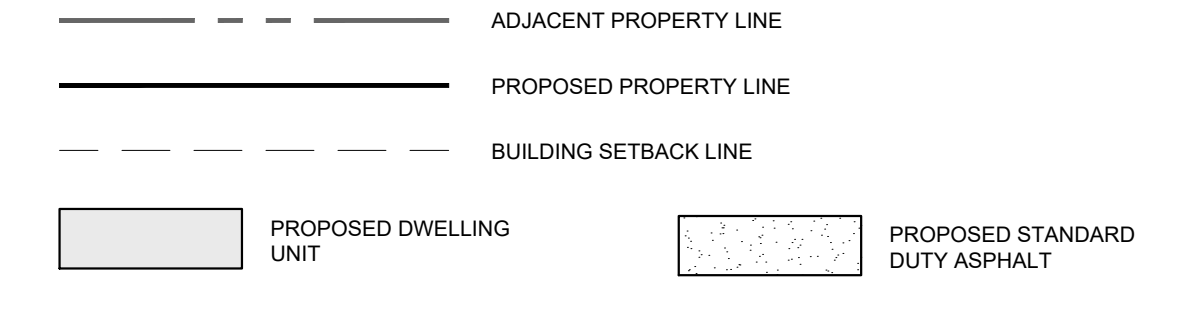 ADJACENT PROPERTY LINE
PROPOSED PROPERTY LINE
BUILDING SETBACK LINE
PROPOSED DWELLING
UNIT
PROPOSED STANDARD
DUTY ASPHALT